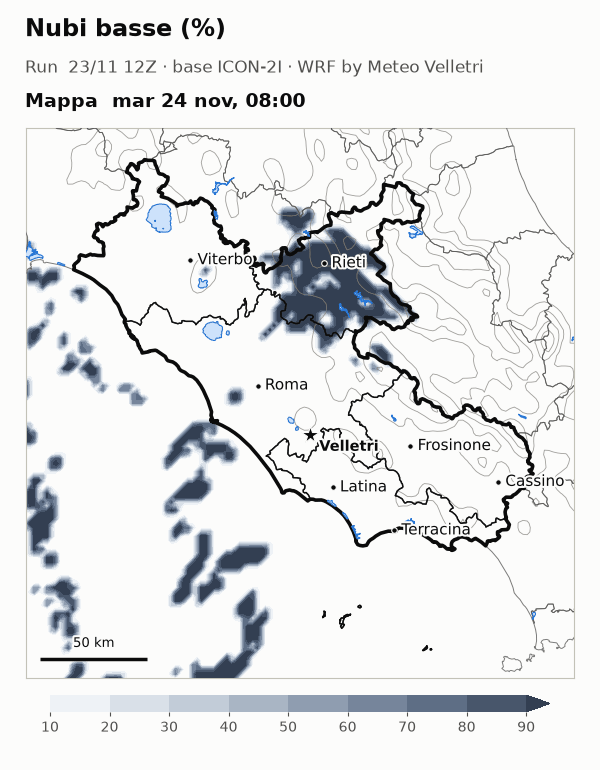 Nubi basse (%)
Run  23/11 12Z · base ICON-2I · WRF by Meteo Velletri
Mappa  mar 24 nov, 08:00
Viterbo
Rieti
Roma
Velletri
Frosinone
Cassino
Latina
Terracina
50 km
10 20 30 40 50 60 70 80 90